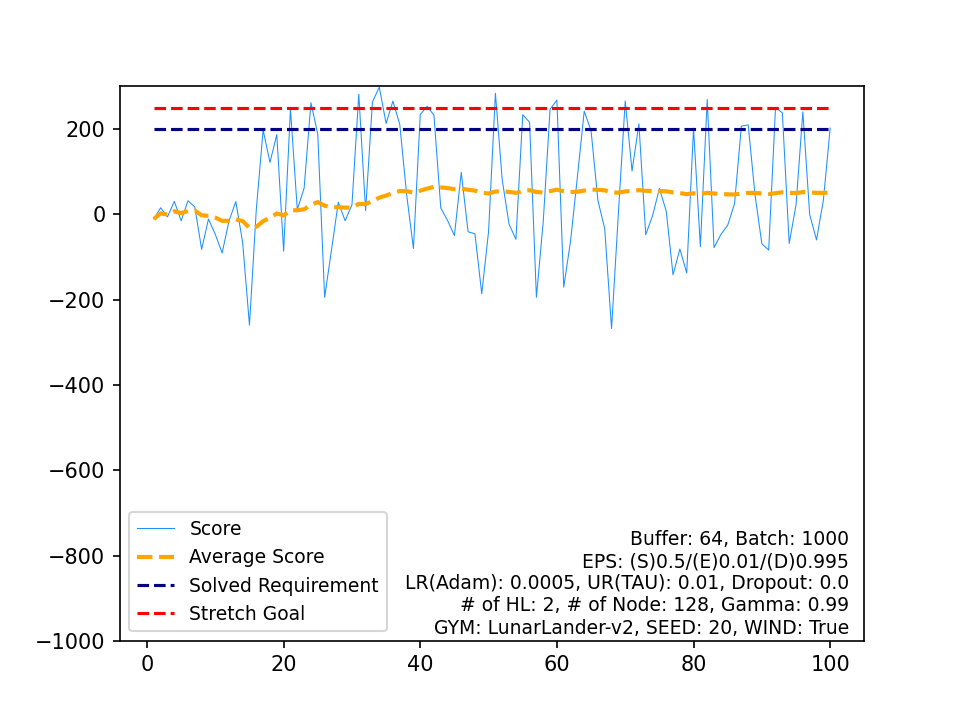 200
0
−200
−400
−600
−800
−1000
Score
Average Score
Solved Requirement
Stretch Goal
Buffer: 64, Batch: 1000
EPS: (S)0.5/(E)0.01/(D)0.995
LR(Adam): 0.0005, UR(TAU): 0.01, Dropout: 0.0
# of HL: 2, # of Node: 128, Gamma: 0.99
GYM: LunarLander-v2, SEED: 20, WIND: True
0 20 40 60 80 100